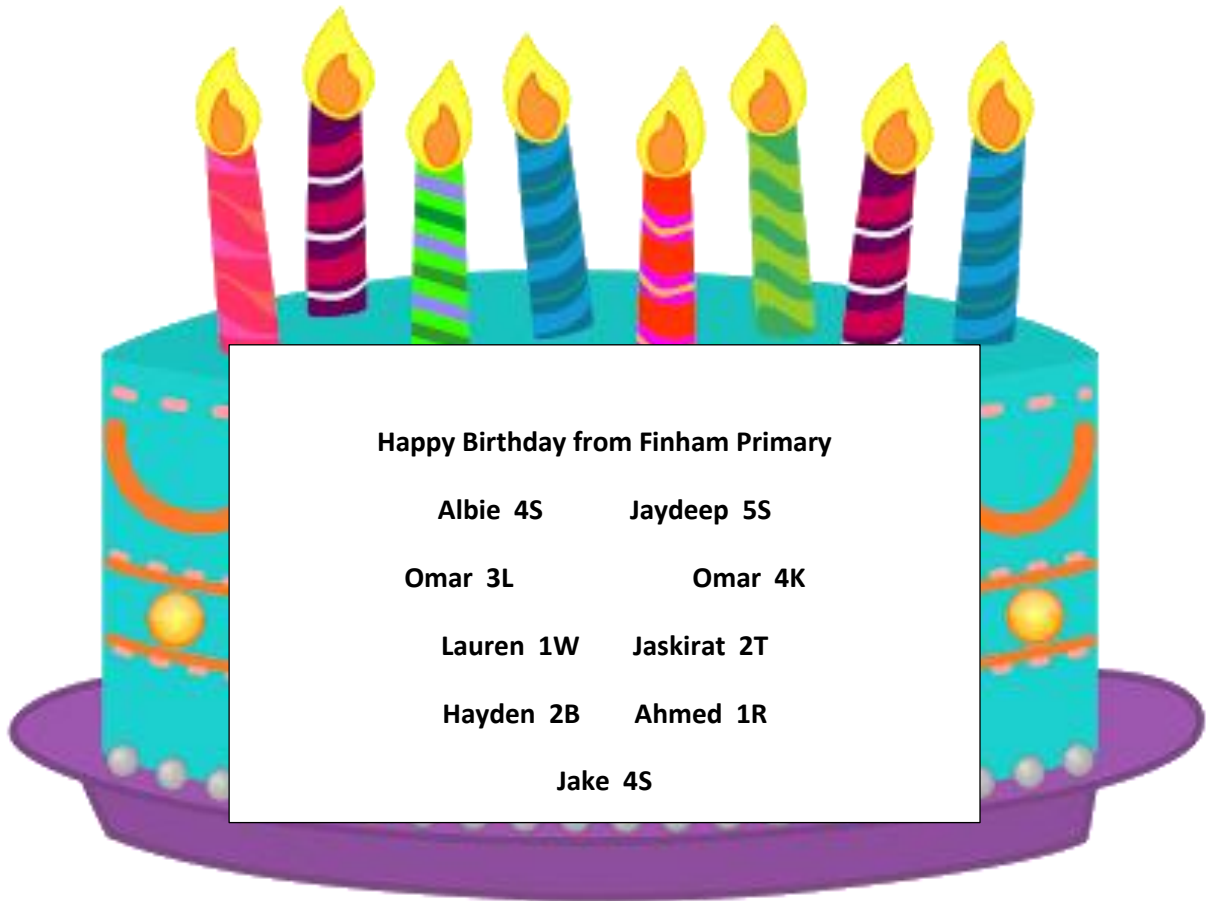 Happy Birthday from Finham Primary
Albie 4S Jaydeep 5S
Omar 3L Omar 4K
Lauren 1W Jaskirat 2T
Hayden 2B Ahmed 1R
Jake 4S